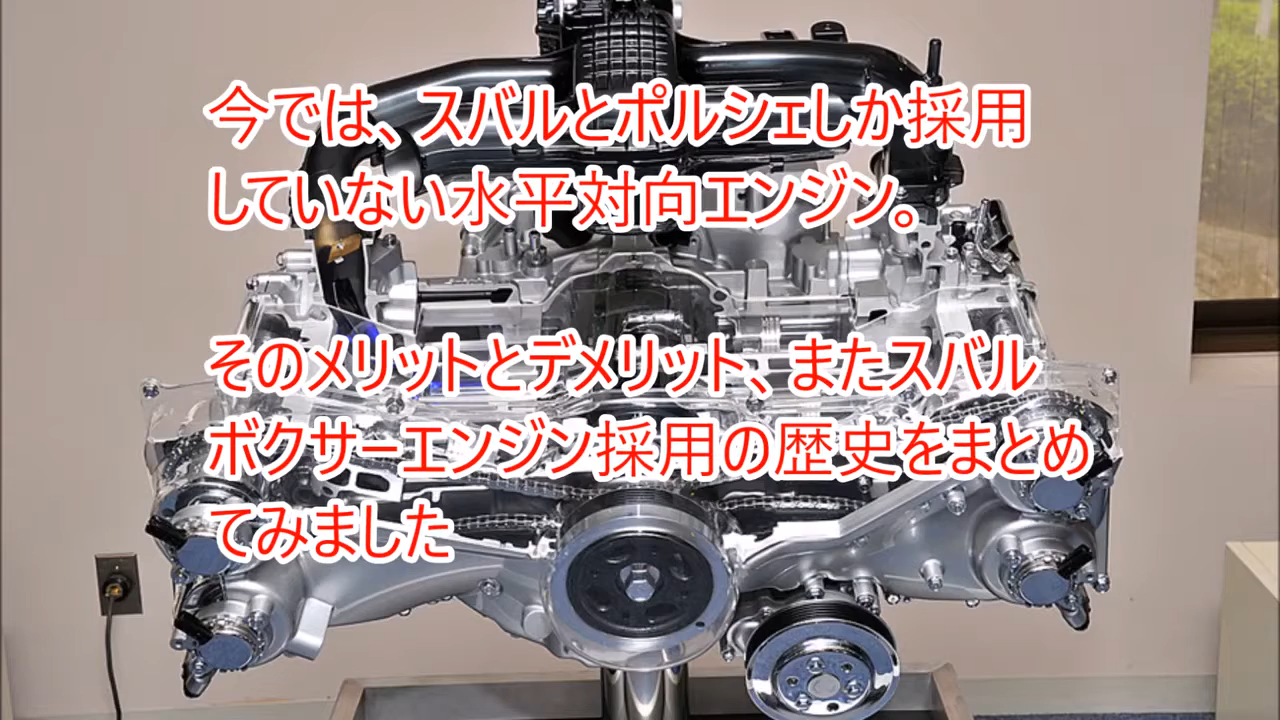 今では、スバルとポルシェしか採用
していない水平対向エンジン。
そのメリットとデメリット、またスバル
ボクサーエンジン採用の歴史をまとめ
てみました